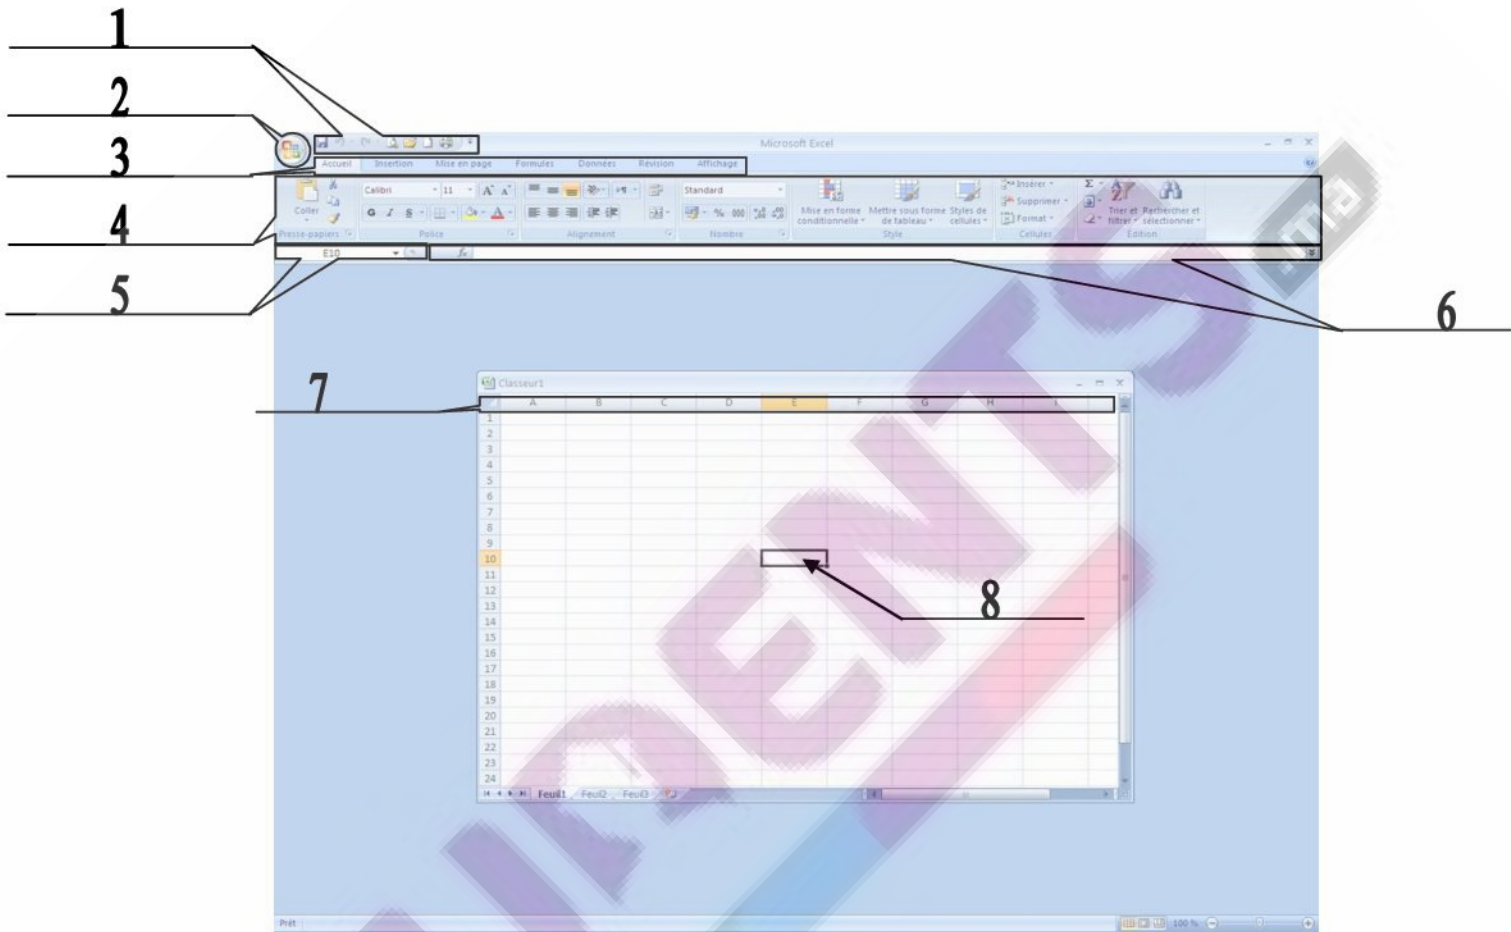 1
2
3
4
5
6
7
8
Microsoft Excel
Accueil Insertion Mise en page Formules Données Révision Affichage
Coller
Calibri 11
Standard
G I S
% 000
Mise en forme conditionnelle
Mettre sous forme de tableau
Styles de cellules
Insérer
Supprimer
Format
Σ
Trier et filtrer
Rechercher et sélectionner
Presse-papiers Police Alignement Nombre Style Cellules Édition
E10 fx
Classeur1
A B C D E F G H I
1
2
3
4
5
6
7
8
9
10
11
12
13
14
15
16
17
18
19
20
21
22
23
24
Feuil1 Feuil2 Feuil3
Prêt 100 %
.ma